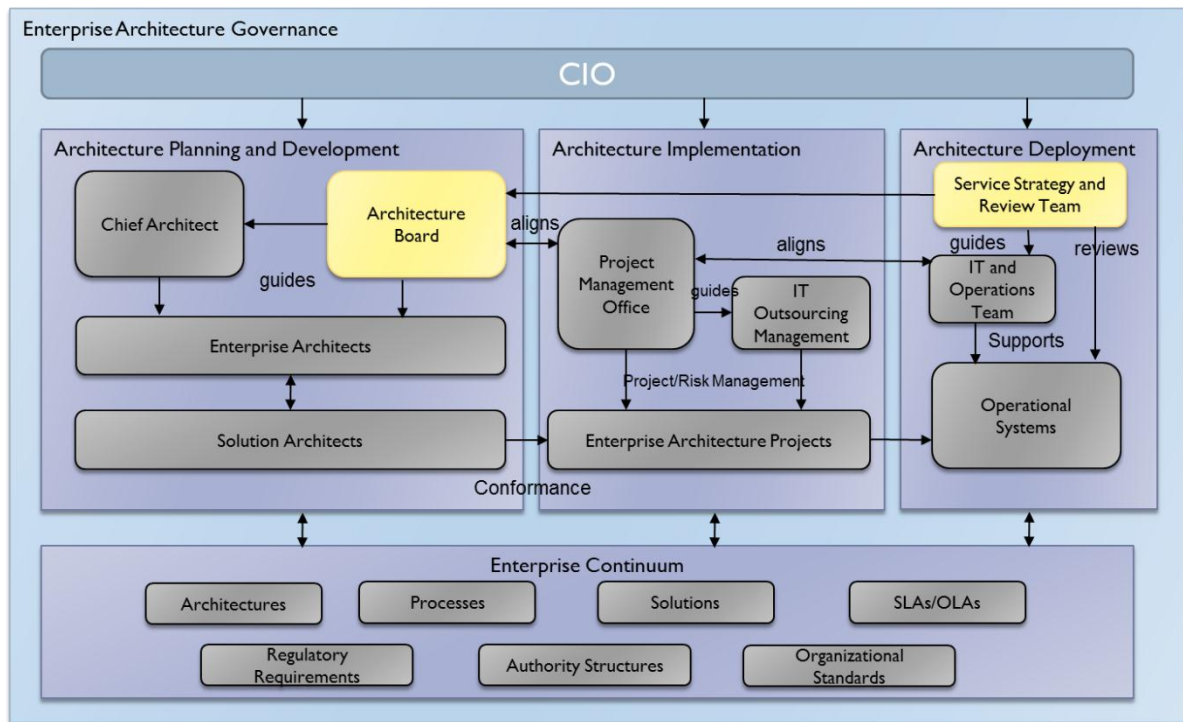 Enterprise Architecture Governance
CIO
Architecture Planning and Development
Chief Architect
Architecture
Board
guides
Enterprise Architects
Solution Architects
aligns
Conformance
Architecture Implementation
Project
Management
Office
guides
IT
Outsourcing
Management
aligns
Project/Risk Management
Enterprise Architecture Projects
Architecture Deployment
Service Strategy and
Review Team
guides
reviews
IT and
Operations
Team
Supports
Operational
Systems
Enterprise Continuum
Architectures
Processes
Solutions
SLAs/OLAs
Regulatory
Requirements
Authority Structures
Organizational
Standards